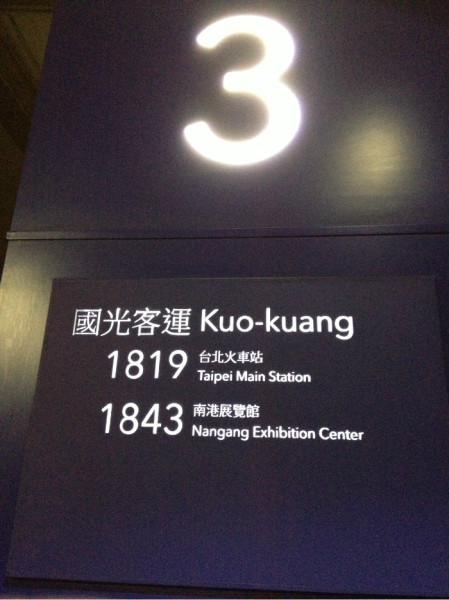 3
國光客運 Kuo-kuang
1819 台北火車站
Taipei Main Station
1843 南港展覽館
Nangang Exhibition Center